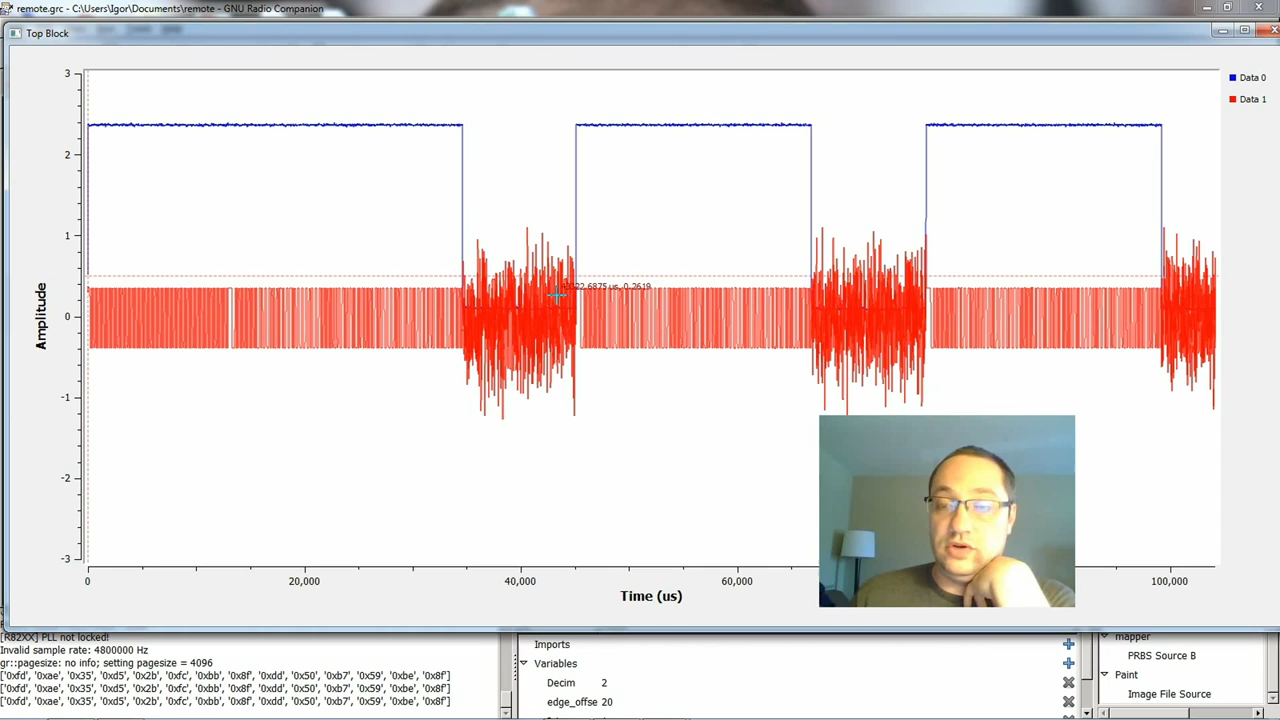 remote.grc - C:\Users\Igor\Documents\remote - GNU Radio Companion
Top Block
Data 0
Data 1
3
2
1
0
-1
-2
-3
Amplitude
0
20,000
40,000
60,000
100,000
Time (us)
[R82XX] PLL not locked!
Invalid sample rate: 4800000 Hz
gr::pagesize: no info; setting pagesize = 4096
['0xfd', '0xae', '0x35', '0xd5', '0x2b', '0xfc', '0xbb', '0x8f', '0xdd', '0x50', '0xb7', '0x59', '0xbe', '0x8f']
['0xfd', '0xae', '0x35', '0xd5', '0x2b', '0xfc', '0xbb', '0x8f', '0xdd', '0x50', '0xb7', '0x59', '0xbe', '0x8f']
['0xfd', '0xae', '0x35', '0xd5', '0x2b', '0xfc', '0xbb', '0x8f', '0xdd', '0x50', '0xb7', '0x59', '0xbe', '0x8f']
Imports
Variables
Decim 2
edge_offse 20
mapper
PRBS Source B
Paint
Image File Source